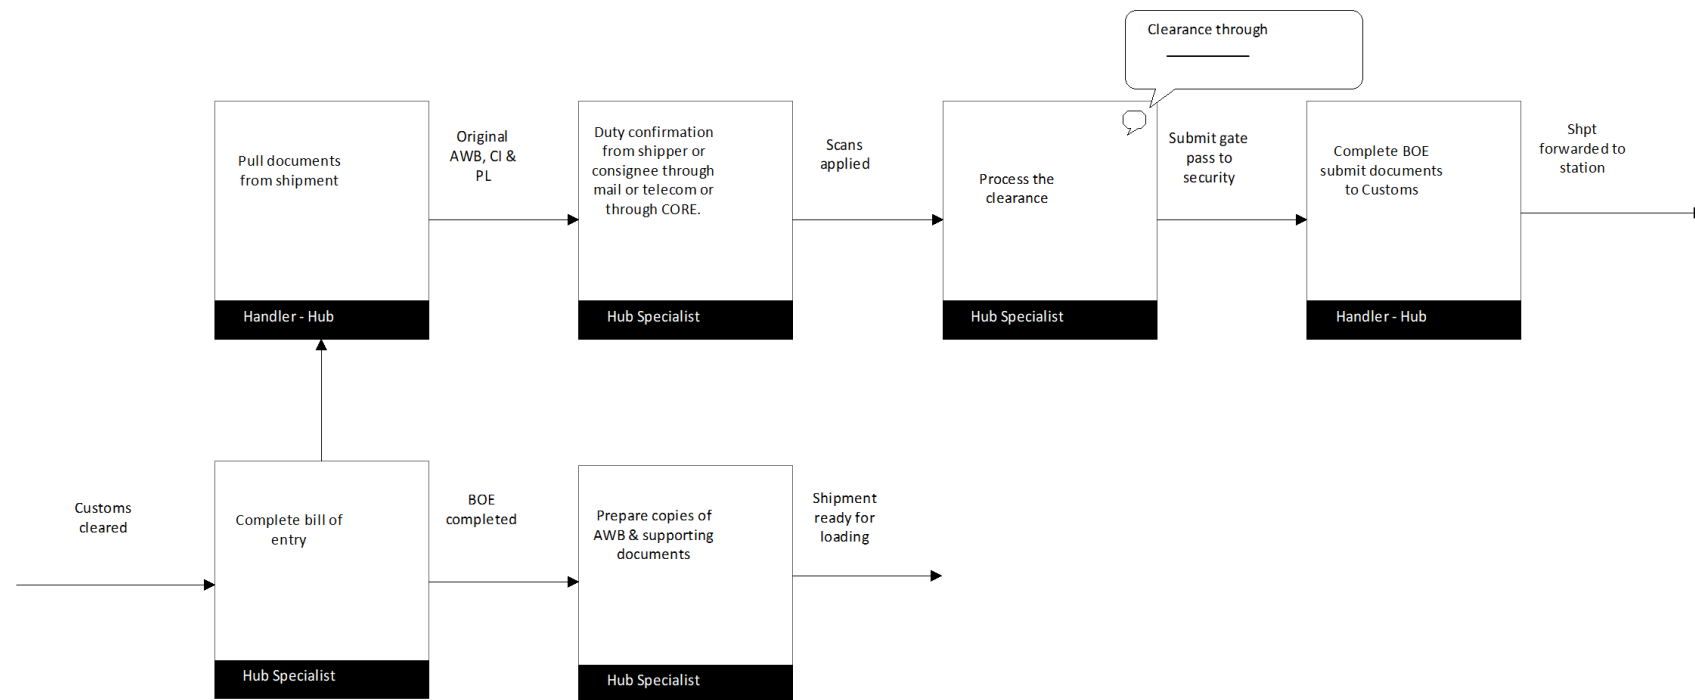 Clearance through
Pull documents
from shipment
Handler - Hub
Original
AWB, CI &
PL
Duty confirmation
from shipper or
consignee through
mail or telecom or
through CORE.
Hub Specialist
Scans
applied
Process the
clearance
Hub Specialist
Submit gate
pass to
security
Complete BOE
submit documents
to Customs
Handler - Hub
Shpt
forwarded to
station
Customs
cleared
Complete bill of
entry
Hub Specialist
BOE
completed
Prepare copies of
AWB & supporting
documents
Hub Specialist
Shipment
ready for
loading